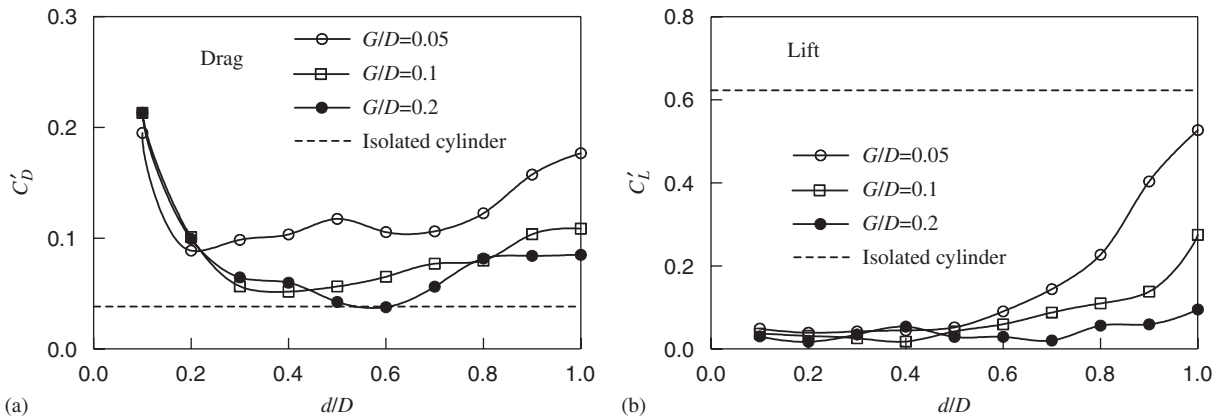 0.3
0.2
0.1
0.0
C′D
Drag
G/D=0.05
G/D=0.1
G/D=0.2
Isolated cylinder
0.0 0.2 0.4 0.6 0.8 1.0
(a)
d/D
0.8
0.6
0.4
0.2
0.0
C′L
Lift
G/D=0.05
G/D=0.1
G/D=0.2
Isolated cylinder
0.0 0.2 0.4 0.6 0.8 1.0
(b)
d/D